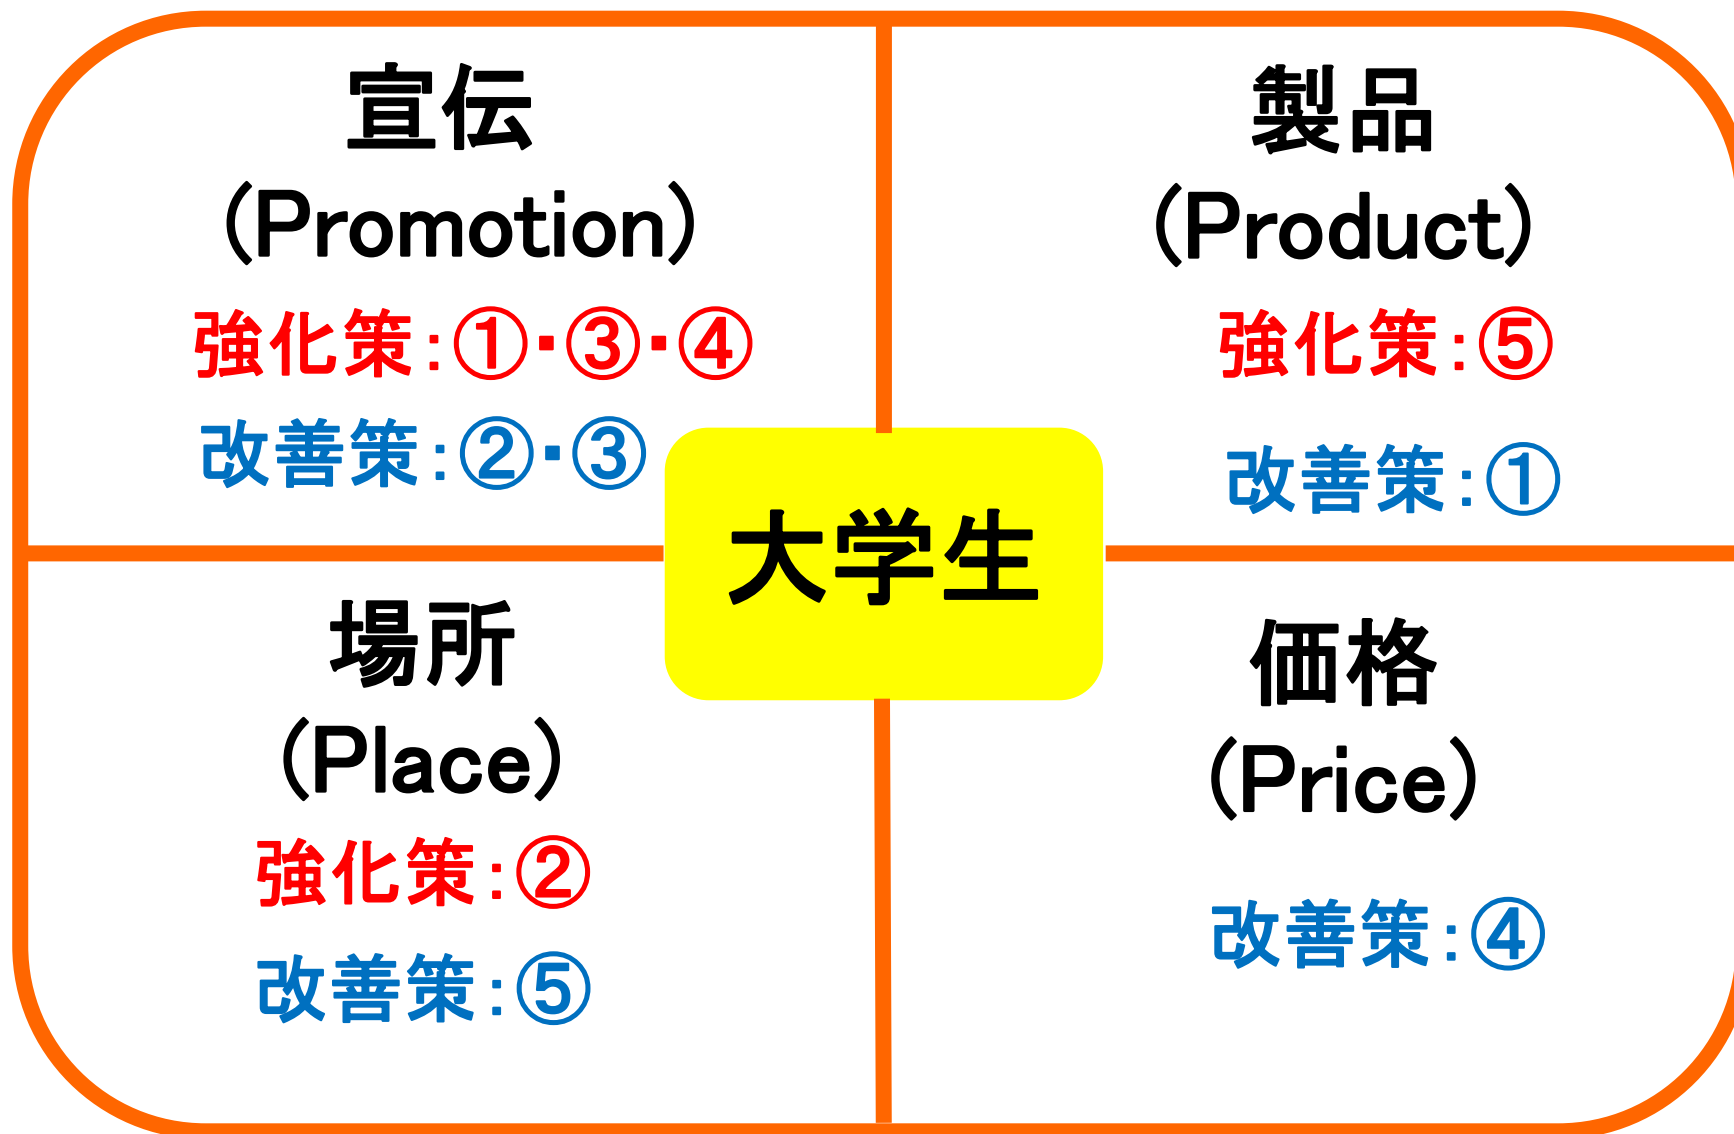 宣伝
(Promotion)
強化策:①・③・④
改善策:②・③
製品
(Product)
強化策:⑤
改善策:①
大学生
場所
(Place)
強化策:②
改善策:⑤
価格
(Price)
改善策:④